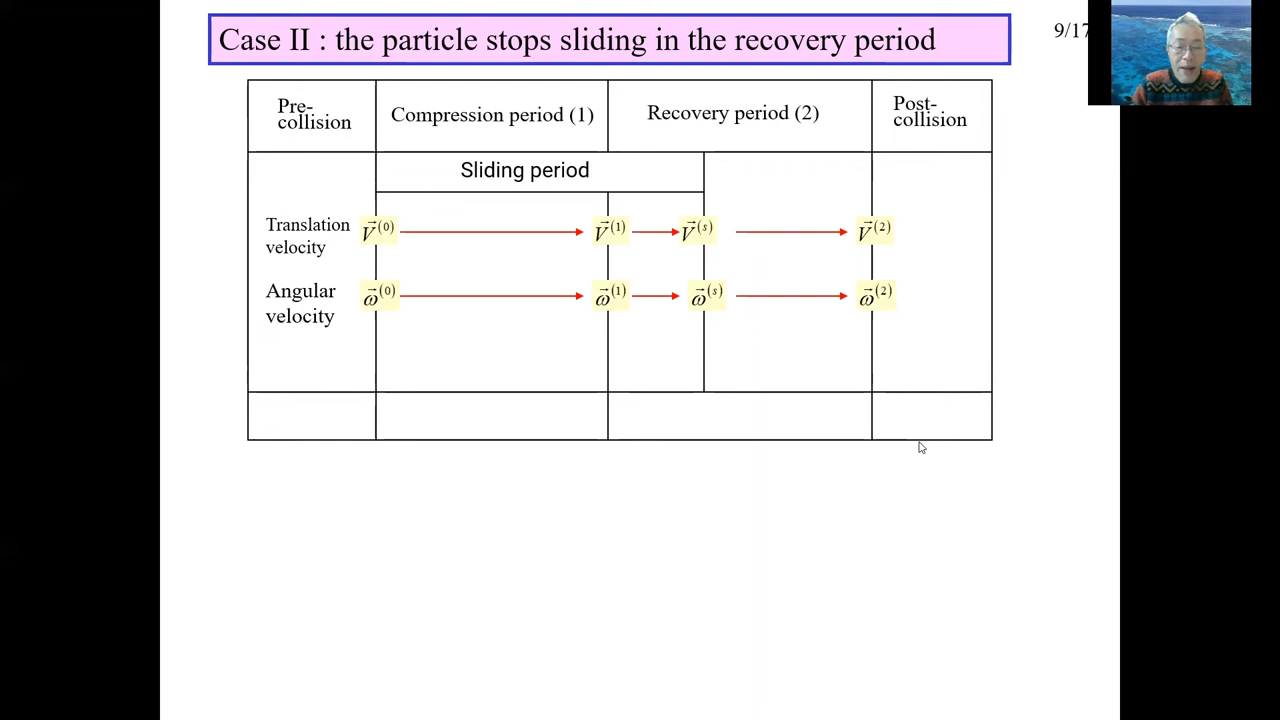 Case II : the particle stops sliding in the recovery period
9/17
Pre-
collision
Compression period (1)
Recovery period (2)
Post-
collision
Sliding period
Translation
velocity
V⃗⁽⁰⁾ V⃗⁽¹⁾ V⃗⁽ˢ⁾ V⃗⁽²⁾
Angular
velocity
ω⃗⁽⁰⁾ ω⃗⁽¹⁾ ω⃗⁽ˢ⁾ ω⃗⁽²⁾